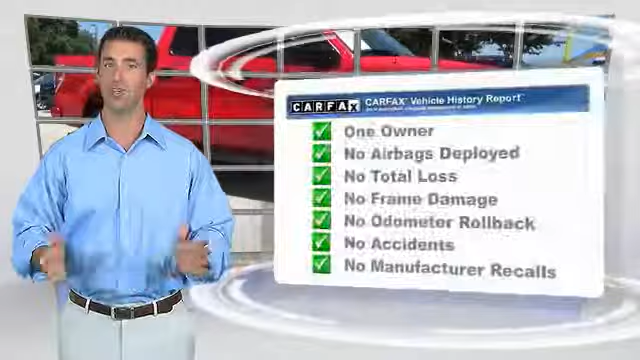 CARFAX CARFAX Vehicle History Report
One Owner
No Airbags Deployed
No Total Loss
No Frame Damage
No Odometer Rollback
No Accidents
No Manufacturer Recalls